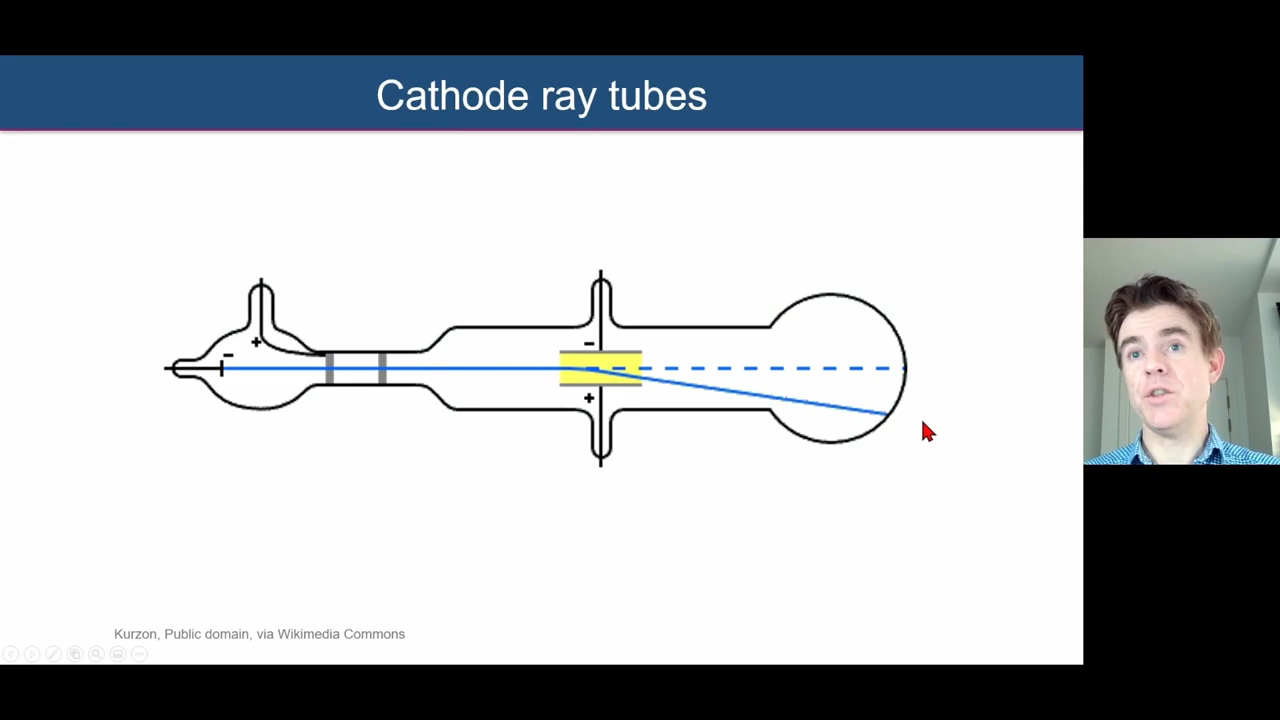 Cathode ray tubes
-
+
-
+
Kurzon, Public domain, via Wikimedia Commons